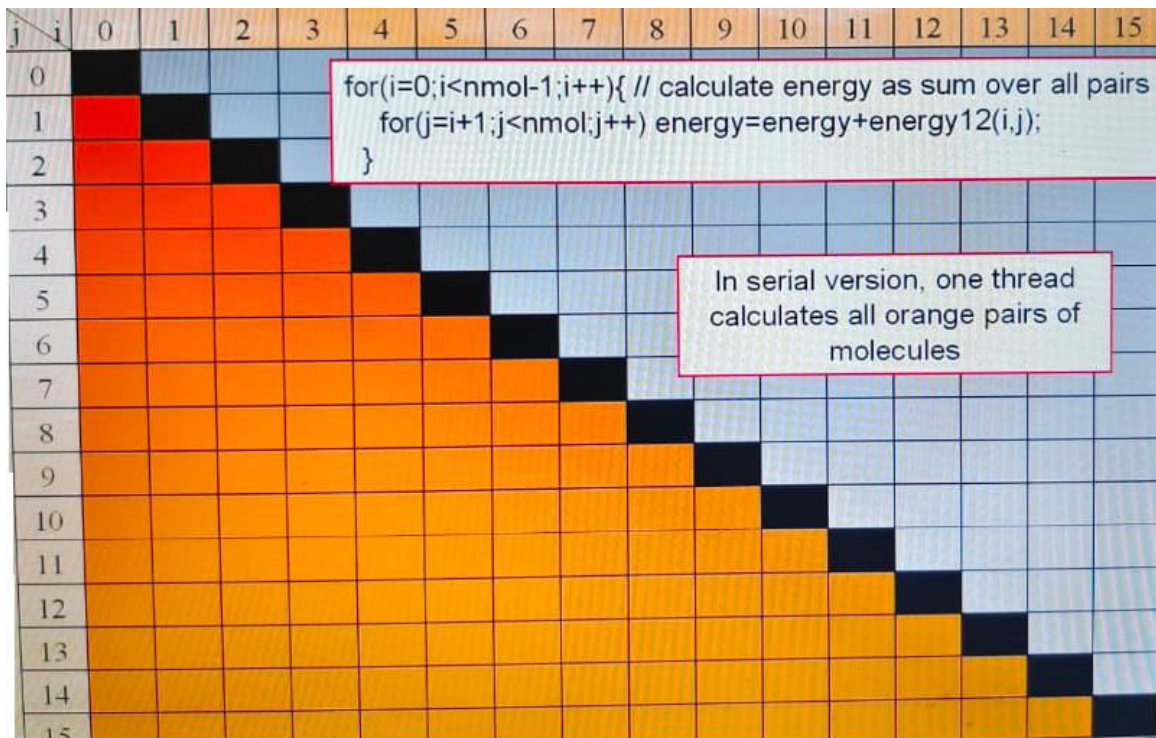 j i 0 1 2 3 4 5 6 7 8 9 10 11 12 13 14 15
0
for(i=0;i<nmol-1;i++){ // calculate energy as sum over all pairs
1
for(j=i+1;j<nmol;j++) energy=energy+energy12(i,j);
2
}
3
4
5
In serial version, one thread
calculates all orange pairs of
molecules
6
7
8
9
10
11
12
13
14
15